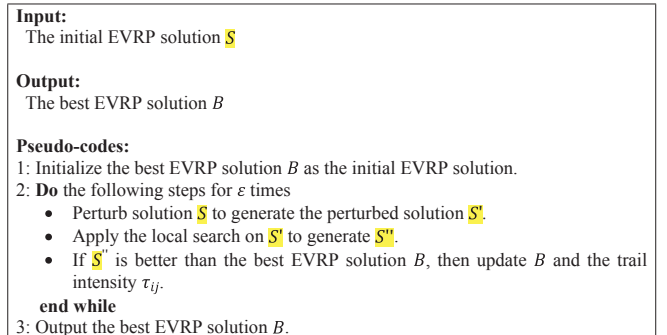 Input:
The initial EVRP solution S
Output:
The best EVRP solution B
Pseudo-codes:
1: Initialize the best EVRP solution B as the initial EVRP solution.
2: Do the following steps for ε times
• Perturb solution S to generate the perturbed solution S'.
• Apply the local search on S' to generate S''.
• If S'' is better than the best EVRP solution B, then update B and the trail
intensity τij.
end while
3: Output the best EVRP solution B.